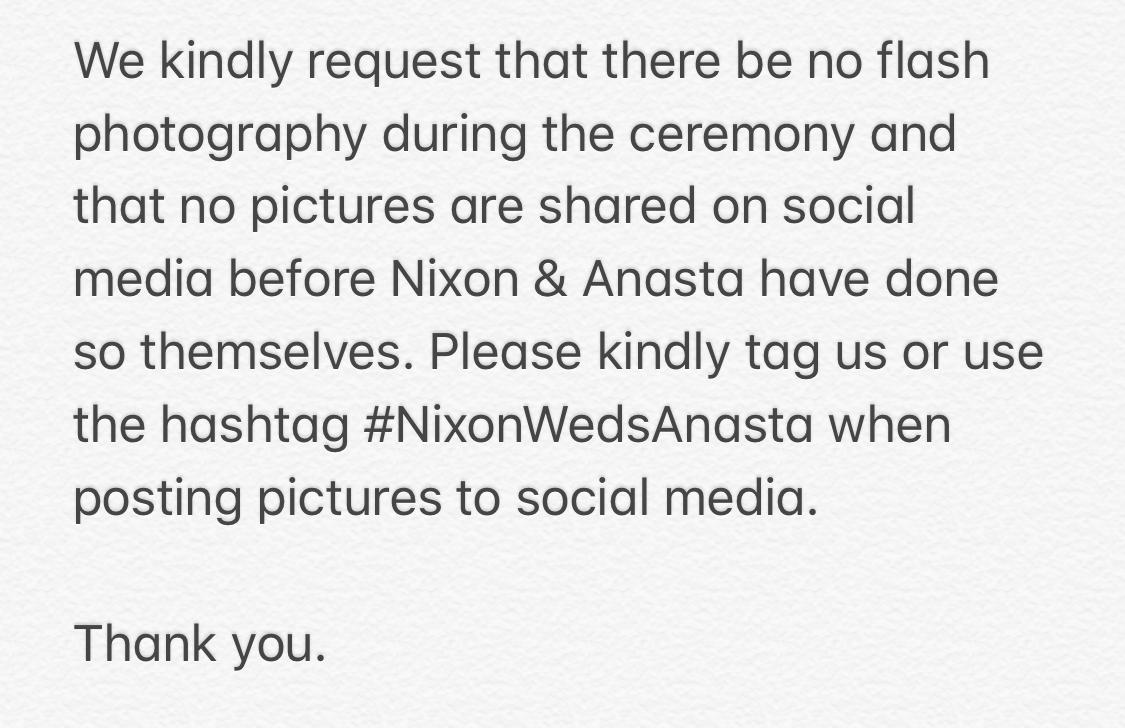 We kindly request that there be no flash
photography during the ceremony and
that no pictures are shared on social
media before Nixon & Anasta have done
so themselves. Please kindly tag us or use
the hashtag #NixonWedsAnasta when
posting pictures to social media.
Thank you.